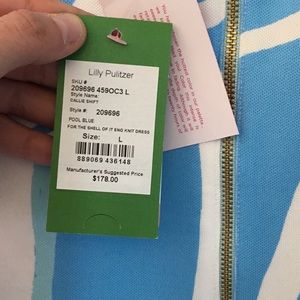 Lilly Pulitzer
SKU #:
209696 459OC3 L
Style Name:
CALLIE SHIFT
Style #: 209696
POOL BLUE
FOR THE SHELL OF IT ENG KNIT DRESS
Size: L
889069 436148
Manufacturer's Suggested Price
$178.00